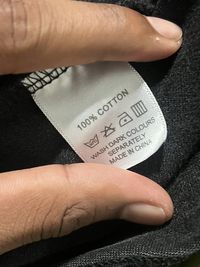 100% COTTON
WASH DARK COLOURS
SEPARATELY
MADE IN CHINA